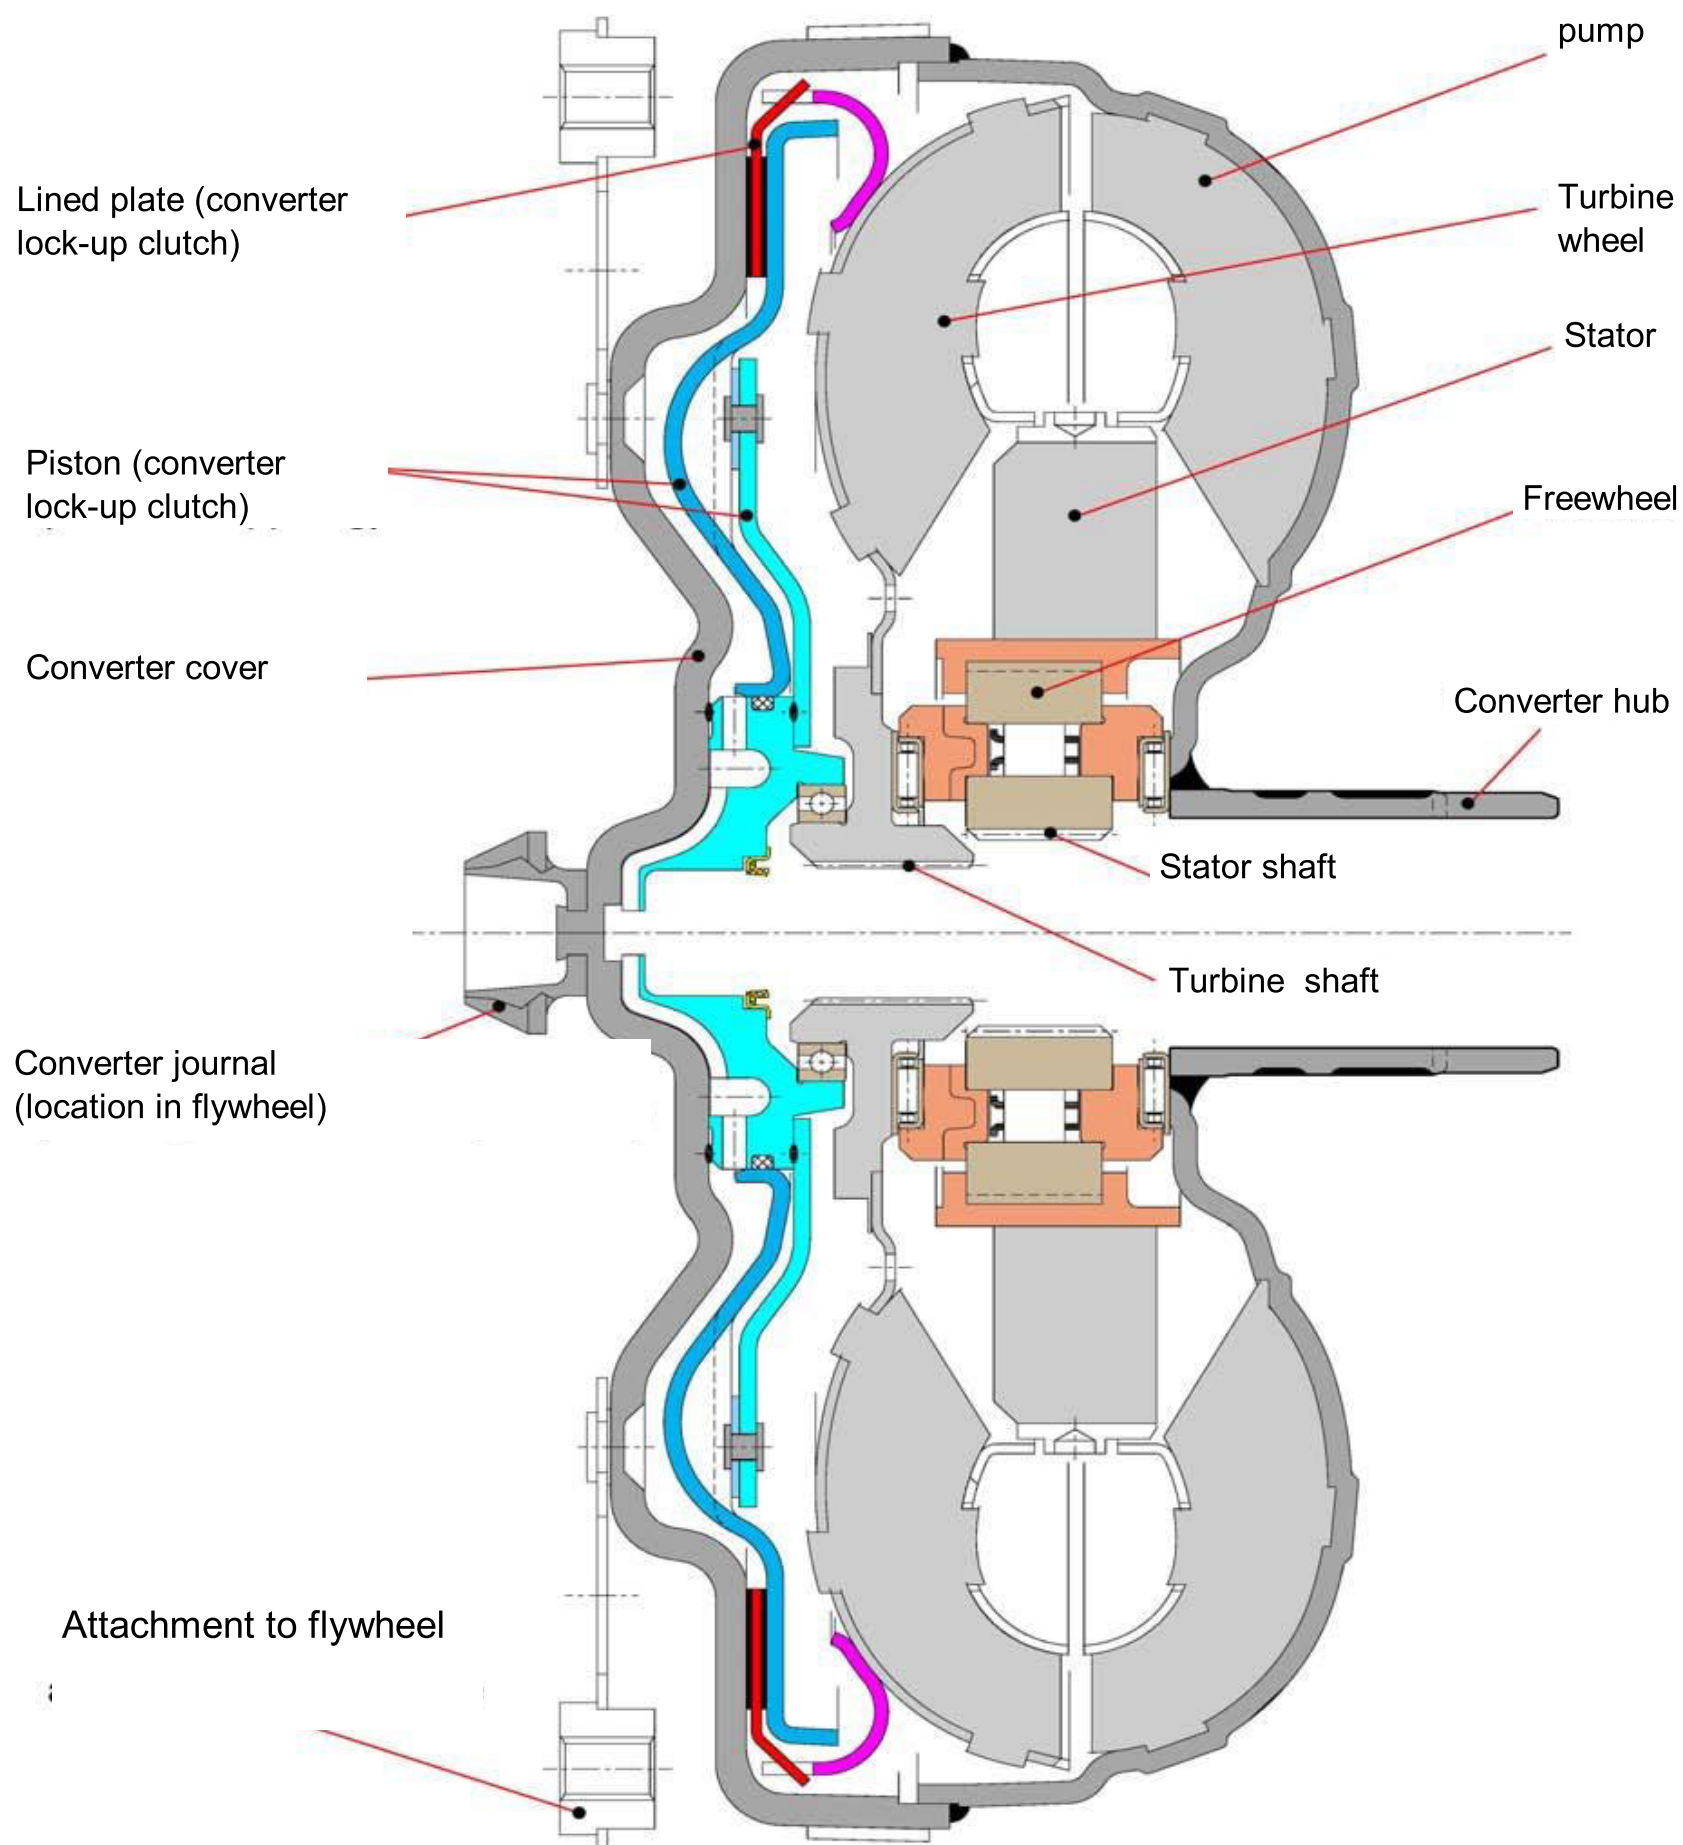 pump
Lined plate (converter
lock-up clutch)
Turbine
wheel
Stator
Piston (converter
lock-up clutch)
Freewheel
Converter cover
Converter hub
Stator shaft
Turbine shaft
Converter journal
(location in flywheel)
Attachment to flywheel